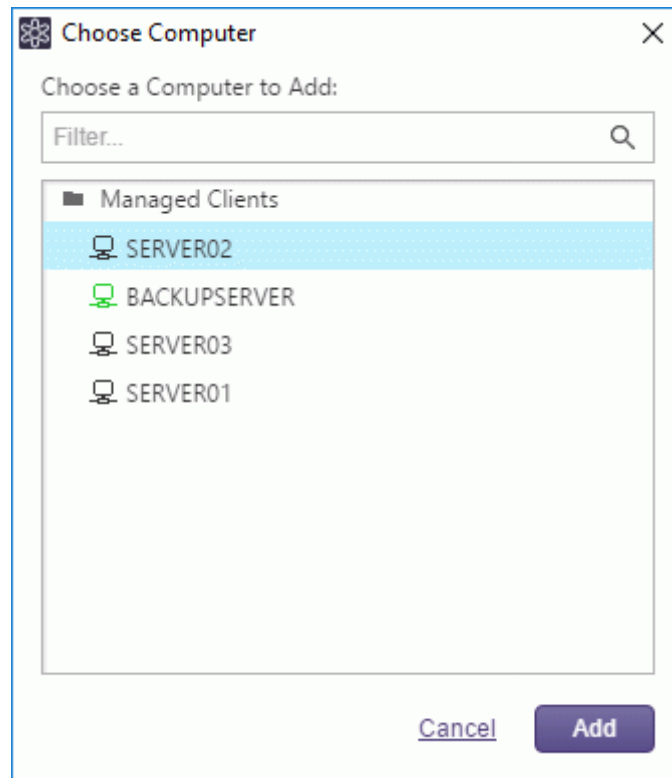 Choose Computer
Choose a Computer to Add:
Filter...
Managed Clients
SERVER02
BACKUPSERVER
SERVER03
SERVER01
Cancel Add